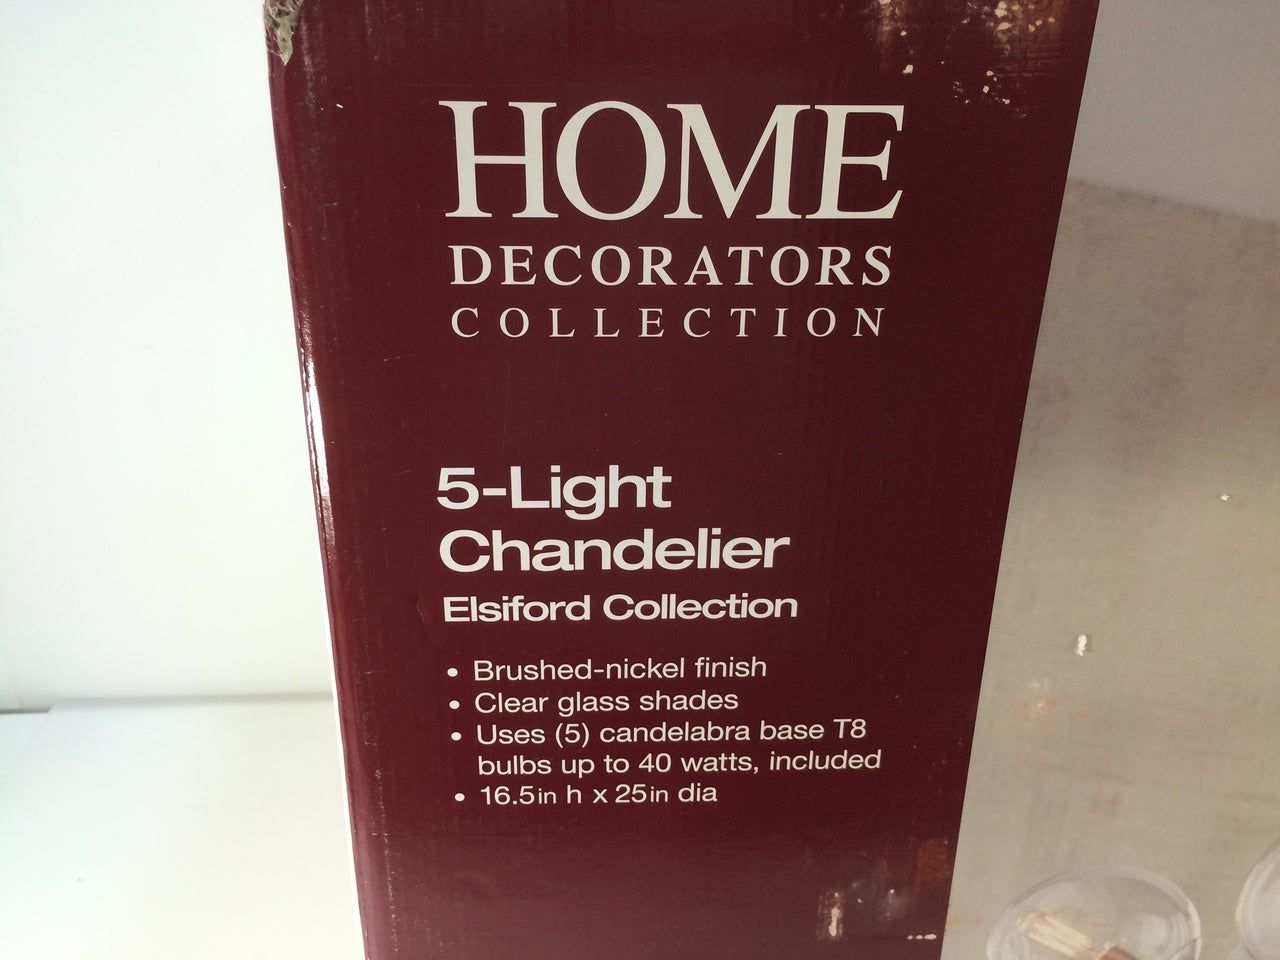 HOME
DECORATORS
COLLECTION
5-Light
Chandelier
Elsiford Collection
• Brushed-nickel finish
• Clear glass shades
• Uses (5) candelabra base T8
bulbs up to 40 watts, included
• 16.5in h x 25in dia